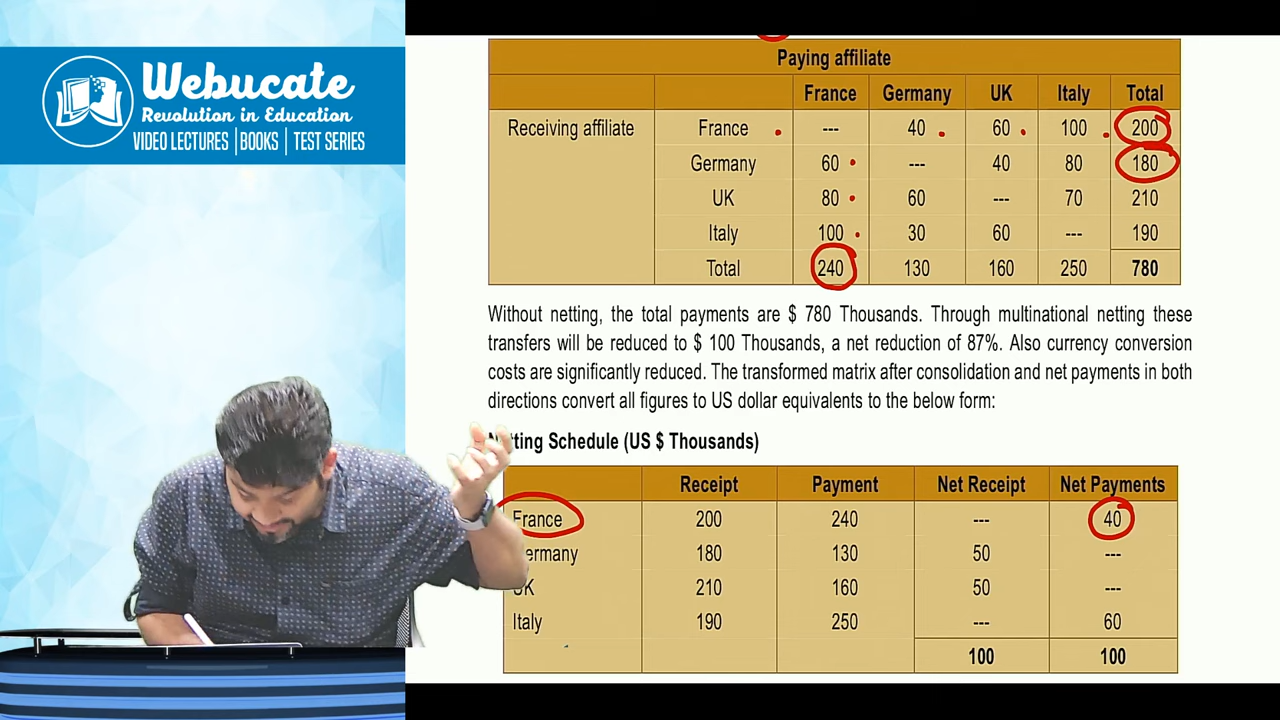 Webucate
Revolution in Education
VIDEO LECTURES | BOOKS | TEST SERIES
Paying affiliate
France Germany UK Italy Total
Receiving affiliate France --- 40 60 100 200
Germany 60 --- 40 80 180
UK 80 60 --- 70 210
Italy 100 30 60 --- 190
Total 240 130 160 250 780
Without netting, the total payments are $ 780 Thousands. Through multinational netting these
transfers will be reduced to $ 100 Thousands, a net reduction of 87%. Also currency conversion
costs are significantly reduced. The transformed matrix after consolidation and net payments in both
directions convert all figures to US dollar equivalents to the below form:
tting Schedule (US $ Thousands)
Receipt Payment Net Receipt Net Payments
France 200 240 --- 40
ermany 180 130 50 ---
UK 210 160 50 ---
Italy 190 250 --- 60
100 100